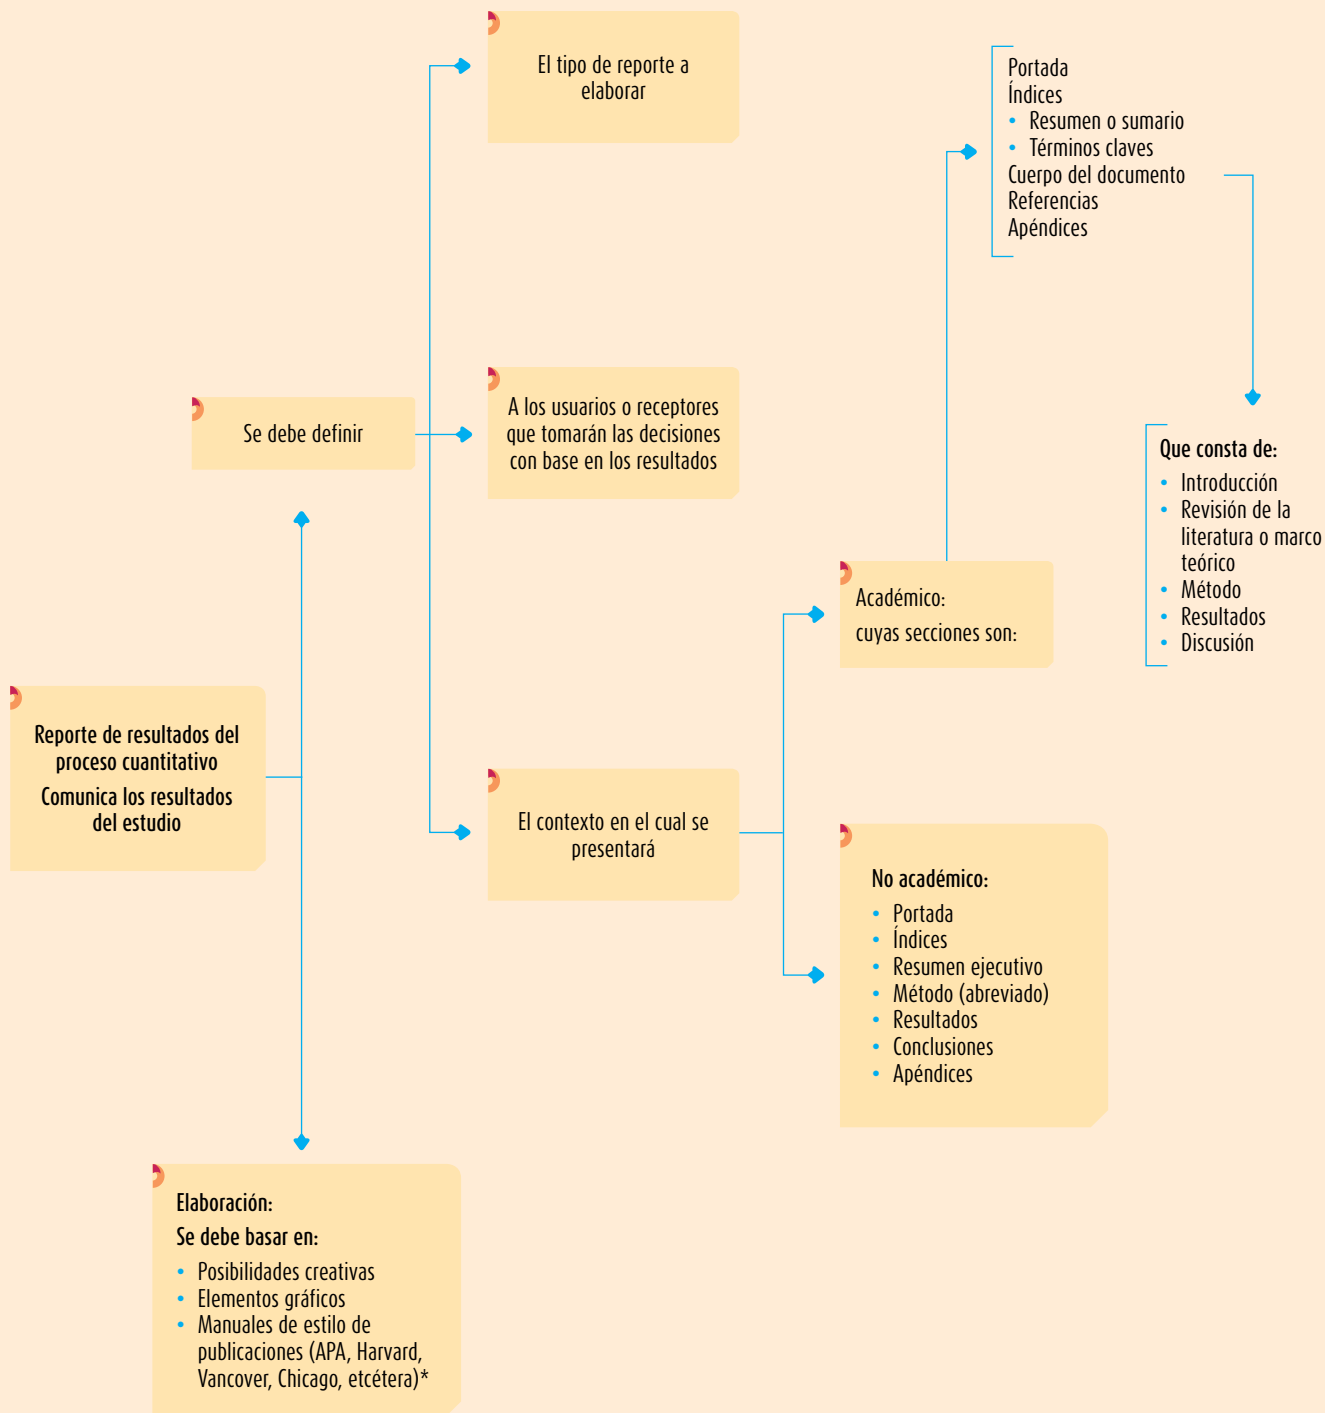 Reporte de resultados del
proceso cuantitativo
Comunica los resultados
del estudio
Se debe definir
El tipo de reporte a
elaborar
A los usuarios o receptores
que tomarán las decisiones
con base en los resultados
El contexto en el cual se
presentará
Académico:
cuyas secciones son:
Portada
Índices
• Resumen o sumario
• Términos claves
Cuerpo del documento
Referencias
Apéndices
Que consta de:
• Introducción
• Revisión de la
literatura o marco
teórico
• Método
• Resultados
• Discusión
No académico:
• Portada
• Índices
• Resumen ejecutivo
• Método (abreviado)
• Resultados
• Conclusiones
• Apéndices
Elaboración:
Se debe basar en:
• Posibilidades creativas
• Elementos gráficos
• Manuales de estilo de
publicaciones (APA, Harvard,
Vancover, Chicago, etcétera)*